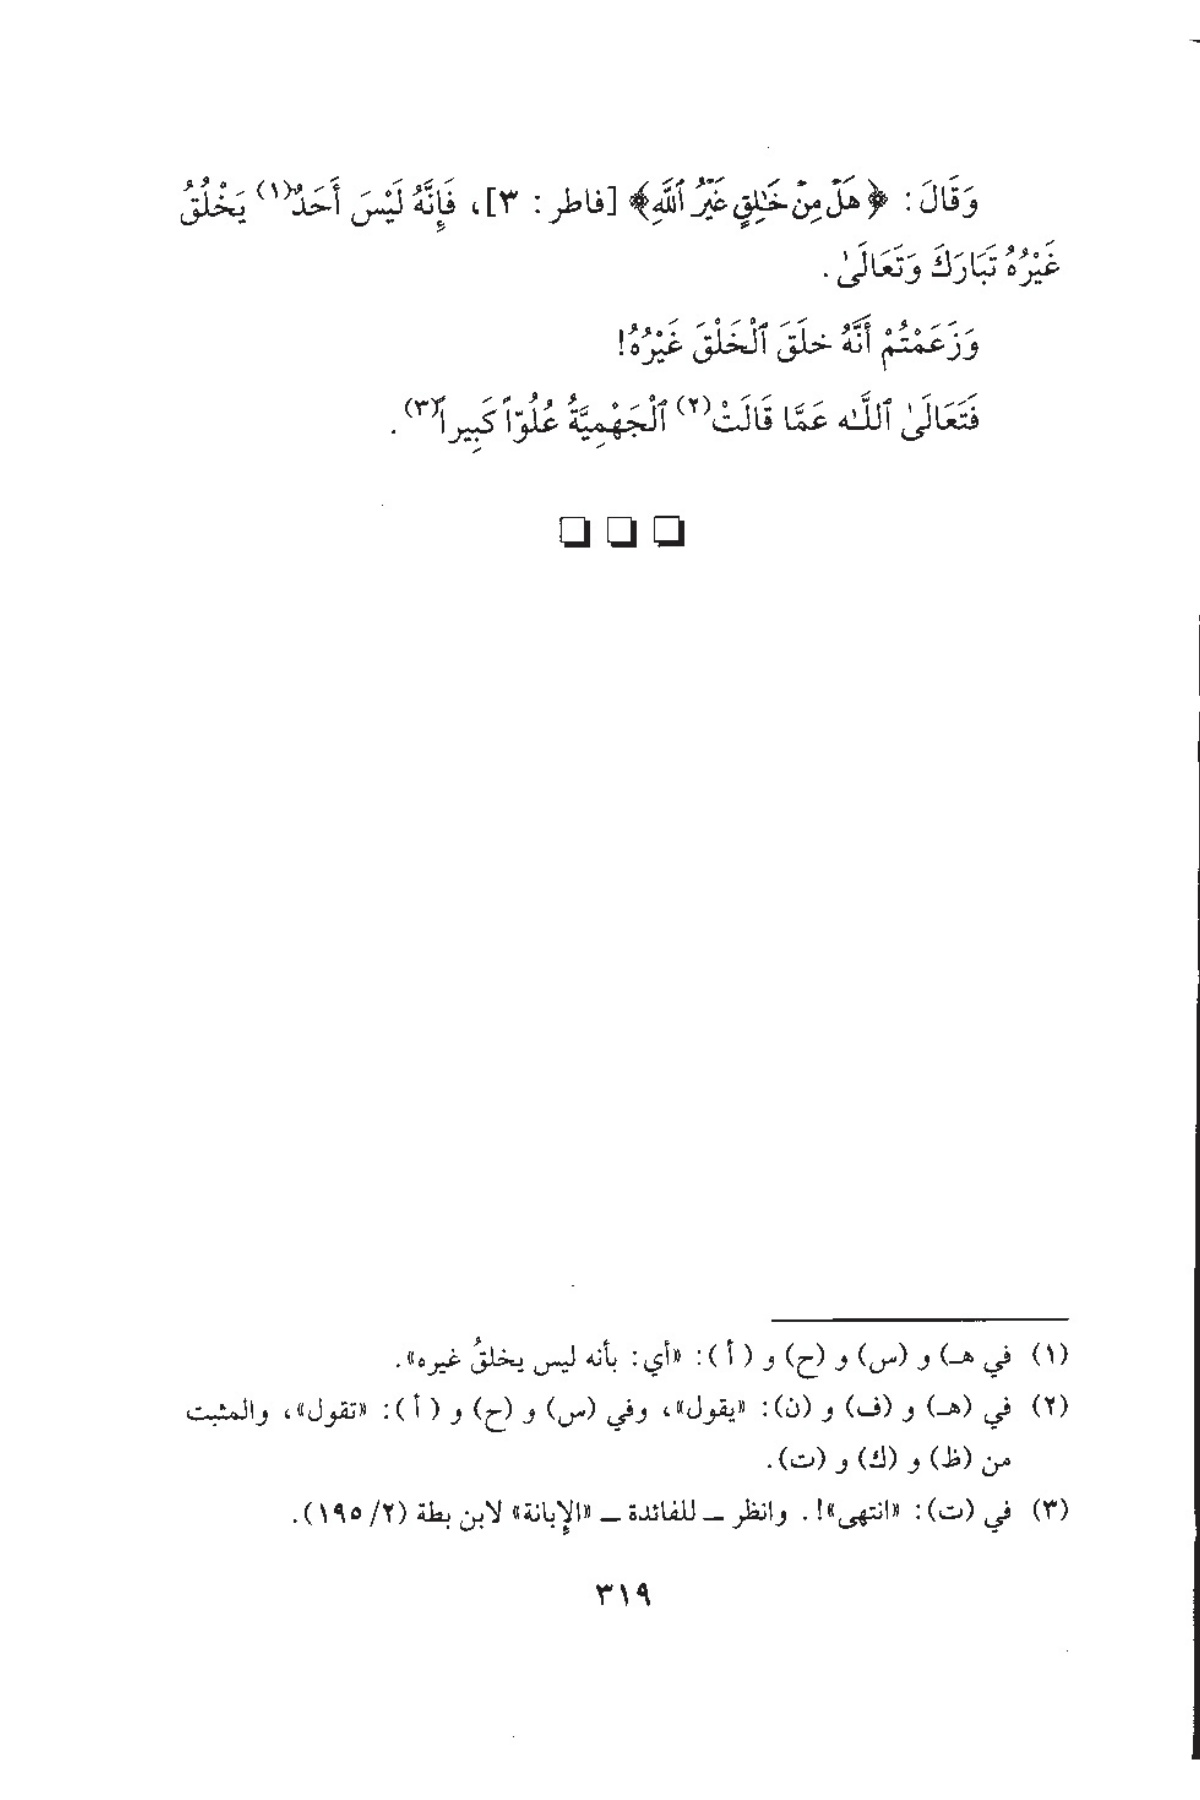 وَقَالَ: ﴿هَلْ مِنْ خَٰلِقٍ غَيْرُ ٱللَّهِ﴾ [فاطر: ٣]، فَإِنَّهُ لَيْسَ أَحَدٌ(١) يَخْلُقُ
غَيْرُهُ تَبَارَكَ وَتَعَالَىٰ.
وَزَعَمْتُمْ أَنَّهُ خلَقَ ٱلْخَلْقَ غَيْرُهُ!
فَتَعَالَىٰ ٱللَّـٰه عَمَّا قَالَتْ(٢) ٱلْجَهْمِيَّةُ عُلُوّاً كَبِيراً(٣).
❏ ❏ ❏
(١) في هـ) و (س) و (ح) و ( أ ): «أي: بأنه ليس يخلقُ غيره».
(٢) في (هـ) و (ف) و (ن): «يقول»، وفي (س) و (ح) و ( أ ): «تقول»، والمثبت
من (ظ) و (ك) و (ت).
(٣) في (ت): «انتهى»!. وانظر ــ للفائدة ــ «الإبانة» لابن بطة (٢/ ١٩٥).
٣١٩